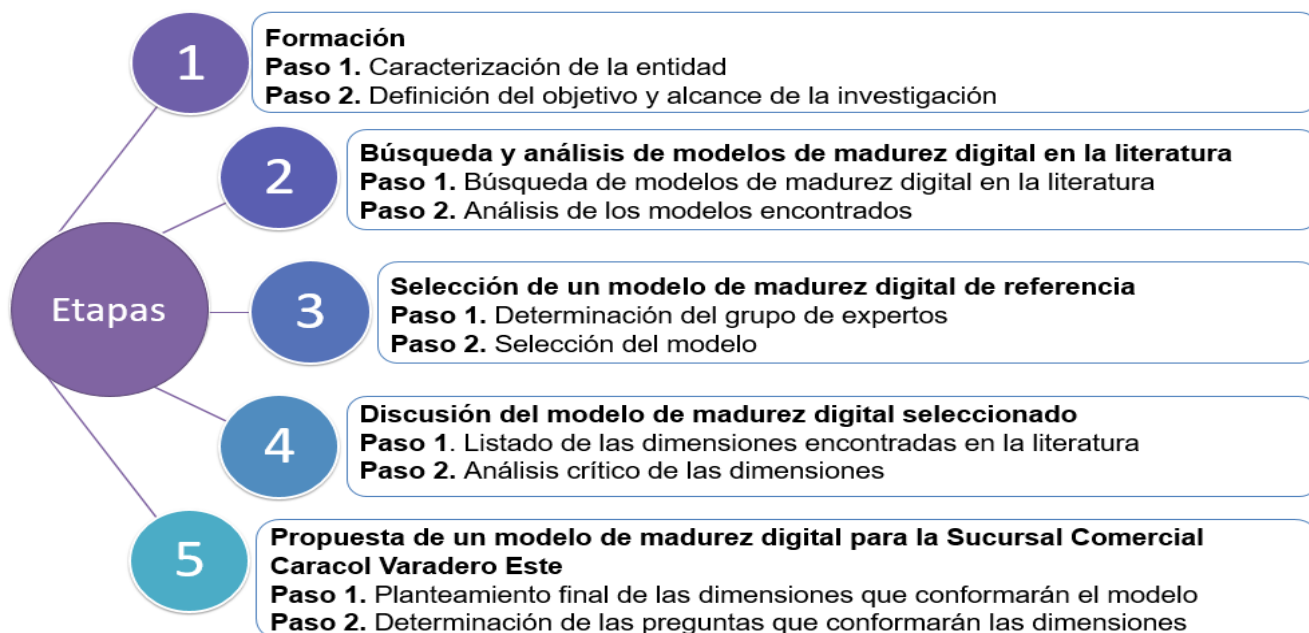 Etapas
1
Formación
Paso 1. Caracterización de la entidad
Paso 2. Definición del objetivo y alcance de la investigación
2
Búsqueda y análisis de modelos de madurez digital en la literatura
Paso 1. Búsqueda de modelos de madurez digital en la literatura
Paso 2. Análisis de los modelos encontrados
3
Selección de un modelo de madurez digital de referencia
Paso 1. Determinación del grupo de expertos
Paso 2. Selección del modelo
4
Discusión del modelo de madurez digital seleccionado
Paso 1. Listado de las dimensiones encontradas en la literatura
Paso 2. Análisis crítico de las dimensiones
5
Propuesta de un modelo de madurez digital para la Sucursal Comercial
Caracol Varadero Este
Paso 1. Planteamiento final de las dimensiones que conformarán el modelo
Paso 2. Determinación de las preguntas que conformarán las dimensiones